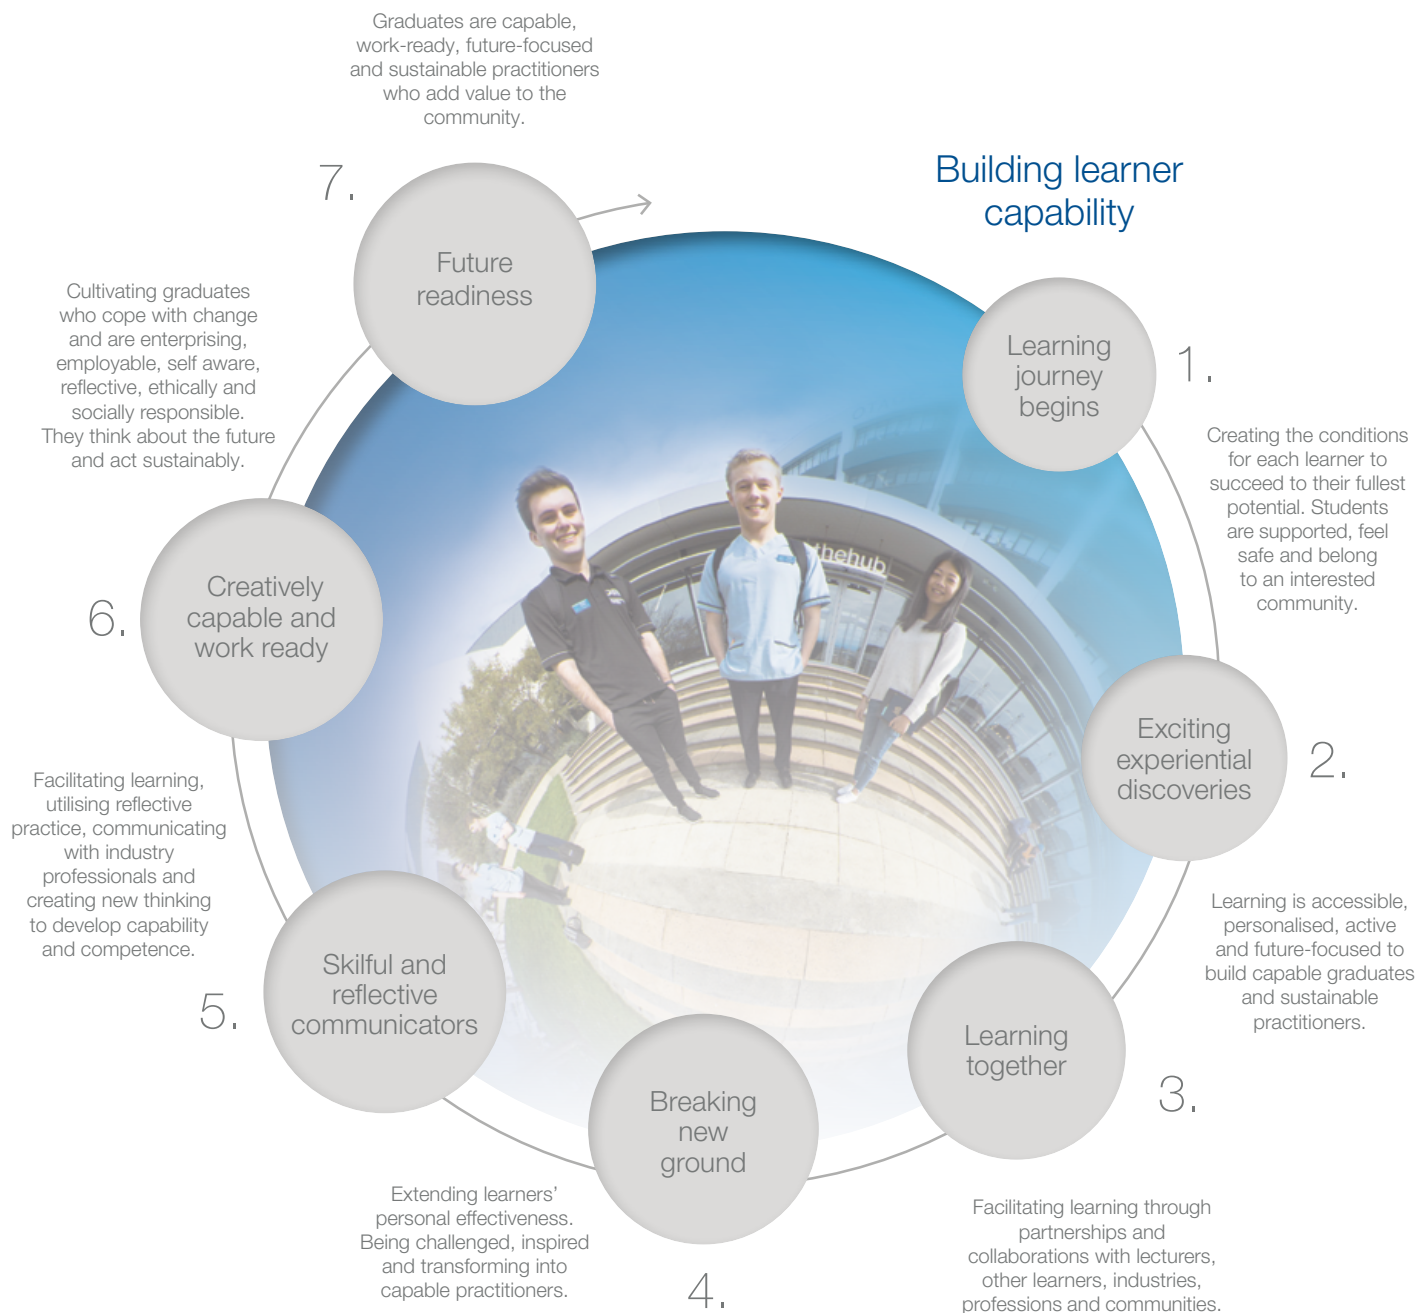 Building learner
capability
1.
Learning
journey
begins
Creating the conditions
for each learner to
succeed to their fullest
potential. Students
are supported, feel
safe and belong
to an interested
community.
2.
Exciting
experiential
discoveries
Learning is accessible,
personalised, active
and future-focused to
build capable graduates
and sustainable
practitioners.
3.
Learning
together
Facilitating learning through
partnerships and
collaborations with lecturers,
other learners, industries,
professions and communities.
4.
Breaking
new
ground
Extending learners’
personal effectiveness.
Being challenged, inspired
and transforming into
capable practitioners.
5.
Skilful and
reflective
communicators
Facilitating learning,
utilising reflective
practice, communicating
with industry
professionals and
creating new thinking
to develop capability
and competence.
6.
Creatively
capable and
work ready
Cultivating graduates
who cope with change
and are enterprising,
employable, self aware,
reflective, ethically and
socially responsible.
They think about the future
and act sustainably.
7.
Future
readiness
Graduates are capable,
work-ready, future-focused
and sustainable practitioners
who add value to the
community.
thehub